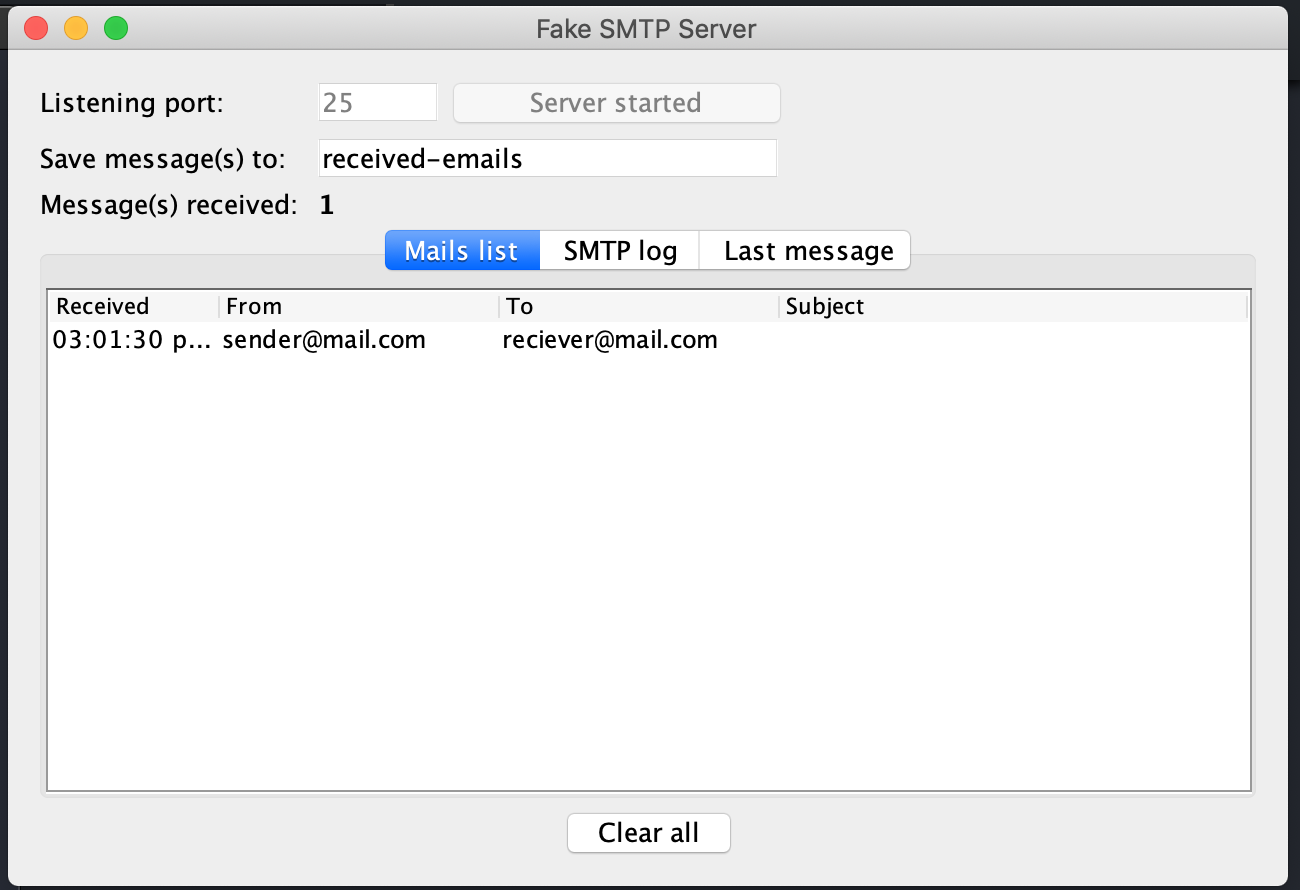 Fake SMTP Server
Listening port: 25 Server started
Save message(s) to: received-emails
Message(s) received: 1
Mails list SMTP log Last message
Received From To Subject
03:01:30 p... sender@mail.com reciever@mail.com
Clear all